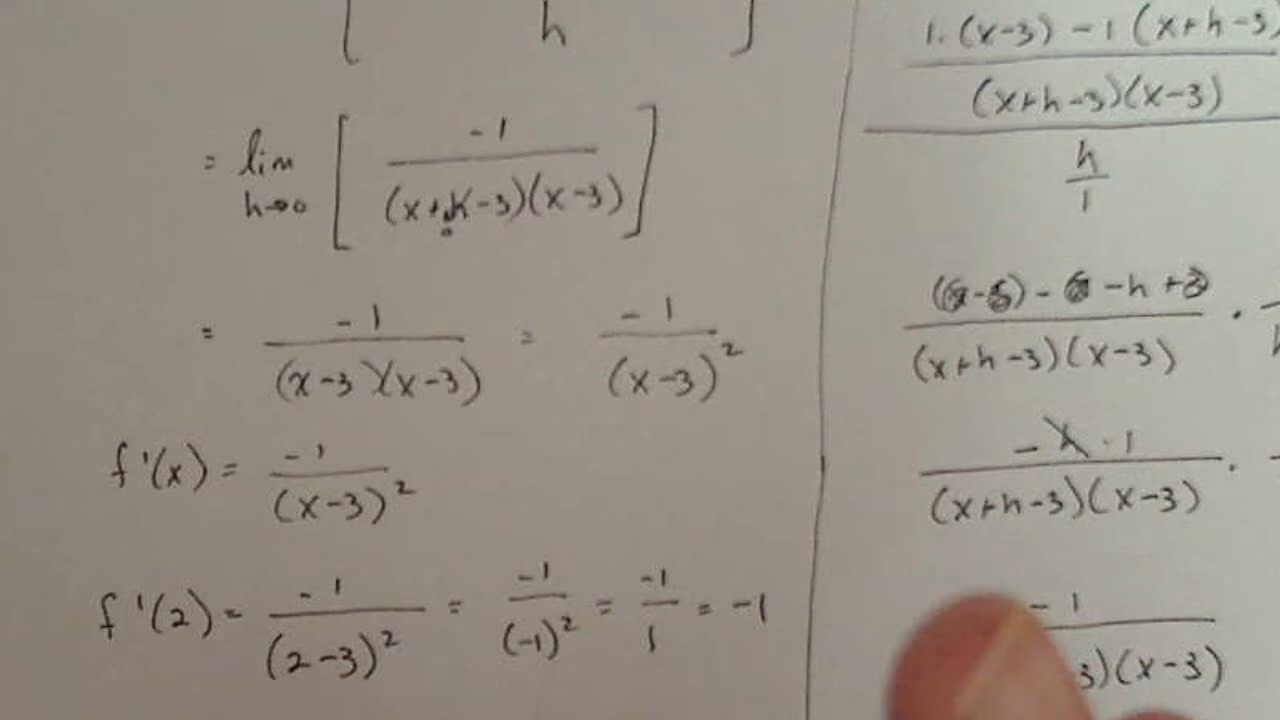 [ h ]
= lim h→0 [ -1 / (x+h-3)(x-3) ]
= -1 / (x-3)(x-3) = -1 / (x-3)²
f'(x) = -1 / (x-3)²
f'(2) = -1 / (2-3)² = -1 / (-1)² = -1 / 1 = -1
1·(x-3) -1(x+h-3)
(x+h-3)(x-3)
h / 1
-h+3 ·
(x+h-3)(x-3)
-h·1 ·
(x+h-3)(x-3)
-1
3)(x-3)